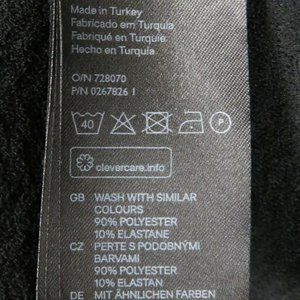 Made in Turkey
Fabricado em Turquia
Fabriqué en Turquie
Hecho en Turquía
O/N 728070
P/N 0267826 1
40 P
clevercare.info
GB WASH WITH SIMILAR
COLOURS
90% POLYESTER
10% ELASTANE
CZ PERTE S PODOBNÝMI
BARVAMI
90% POLYESTER
10% ELASTAN
DE MIT ÄHNLICHEN FARBEN